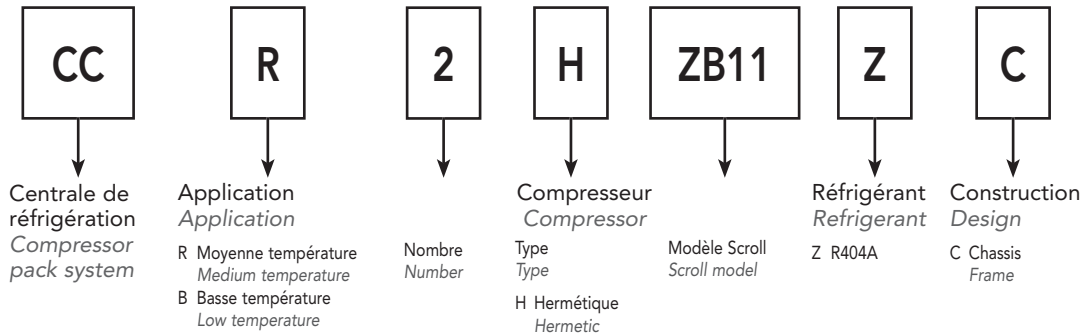 CC R 2 H ZB11 Z C
Centrale de
réfrigération
Compressor
pack system
Application
Application
R Moyenne température
Medium temperature
B Basse température
Low temperature
Nombre
Number
Compresseur
Compressor
Type
Type
H Hermétique
Hermetic
Modèle Scroll
Scroll model
Réfrigérant
Refrigerant
Z R404A
Construction
Design
C Chassis
Frame